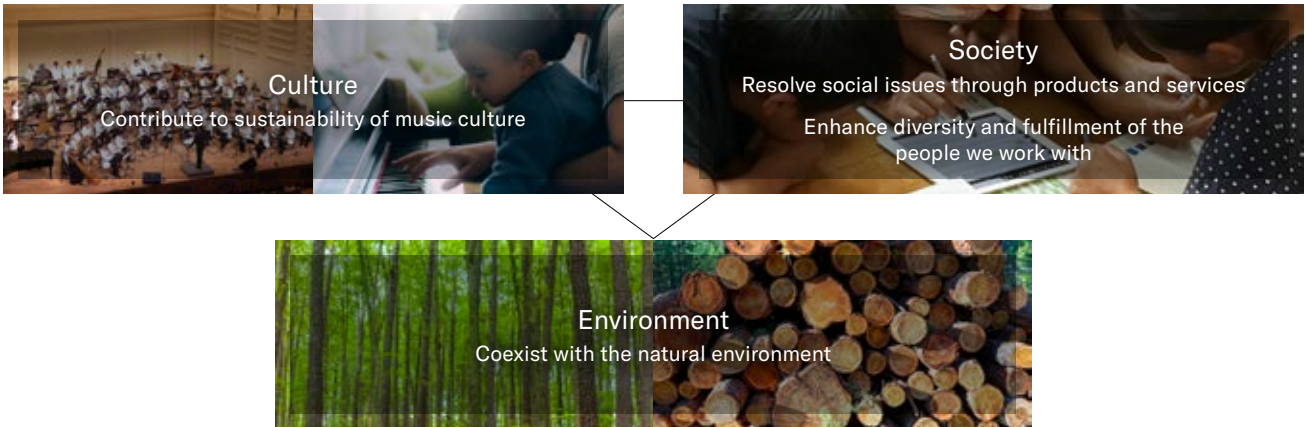 Culture
Contribute to sustainability of music culture
Society
Resolve social issues through products and services
Enhance diversity and fulfillment of the
people we work with
Environment
Coexist with the natural environment